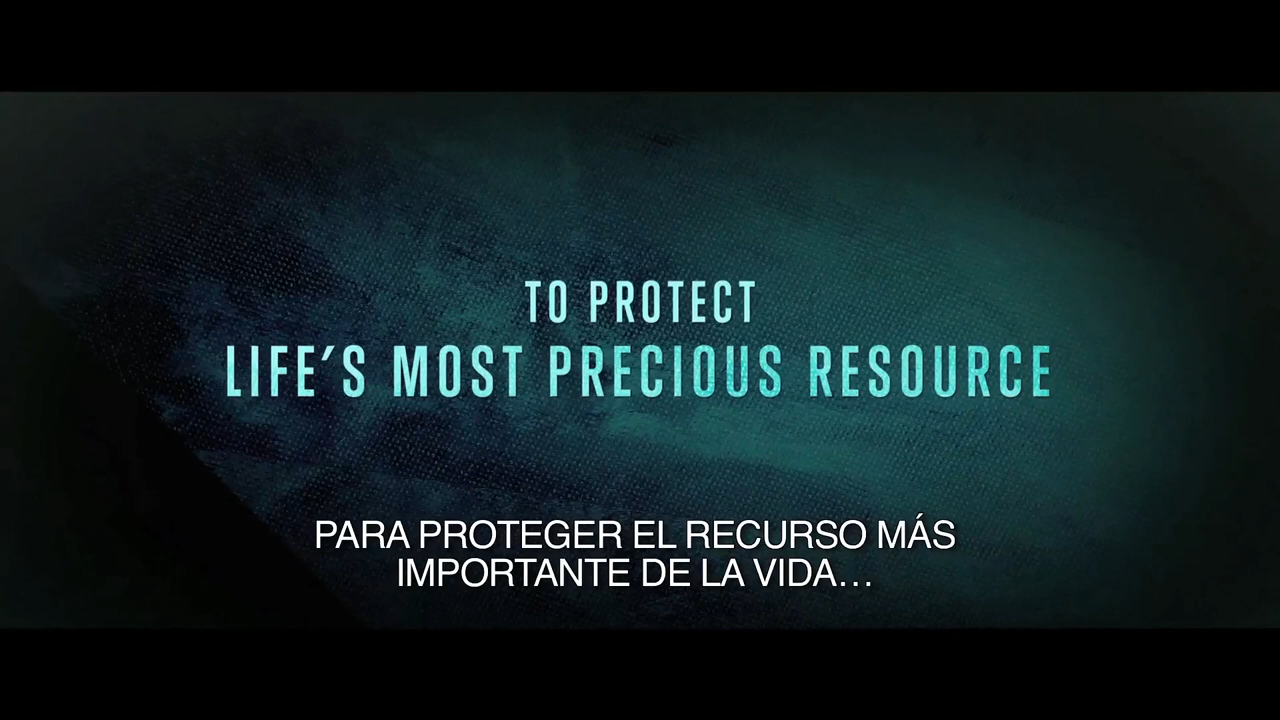 TO PROTECT
LIFE'S MOST PRECIOUS RESOURCE
PARA PROTEGER EL RECURSO MÁS
IMPORTANTE DE LA VIDA…